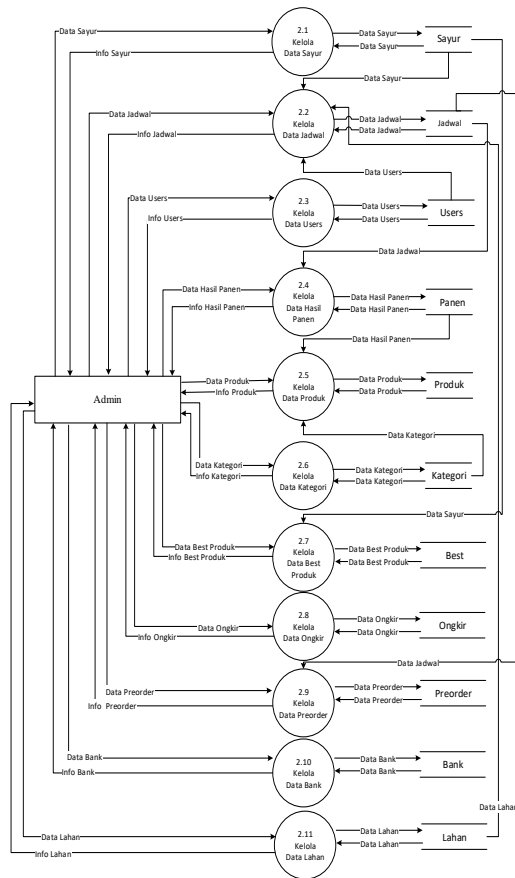 Data Sayur
Info Sayur
2.1
Kelola
Data Sayur
Data Sayur
Data Sayur
Sayur
Data Sayur
Data Jadwal
Info Jadwal
2.2
Kelola
Data Jadwal
Data Jadwal
Data Jadwal
Jadwal
Data Users
Data Users
Info Users
2.3
Kelola
Data Users
Data Users
Data Users
Users
Data Jadwal
Data Hasil Panen
Info Hasil Panen
2.4
Kelola
Data Hasil
Panen
Data Hasil Panen
Data Hasil Panen
Panen
Data Hasil Panen
Admin
Data Produk
Info Produk
2.5
Kelola
Data Produk
Data Produk
Data Produk
Produk
Data Kategori
Data Kategori
Info Kategori
2.6
Kelola
Data Kategori
Data Kategori
Data Kategori
Kategori
Data Sayur
Data Best Produk
Info Best Produk
2.7
Kelola
Data Best
Produk
Data Best Produk
Data Best Produk
Best
Data Ongkir
Info Ongkir
2.8
Kelola
Data Ongkir
Data Ongkir
Data Ongkir
Ongkir
Data Jadwal
Data Preorder
Info Preorder
2.9
Kelola
Data Preorder
Data Preorder
Data Preorder
Preorder
Data Bank
Info Bank
2.10
Kelola
Data Bank
Data Bank
Data Bank
Bank
Data Lahan
Data Lahan
Info Lahan
2.11
Kelola
Data Lahan
Data Lahan
Data Lahan
Lahan